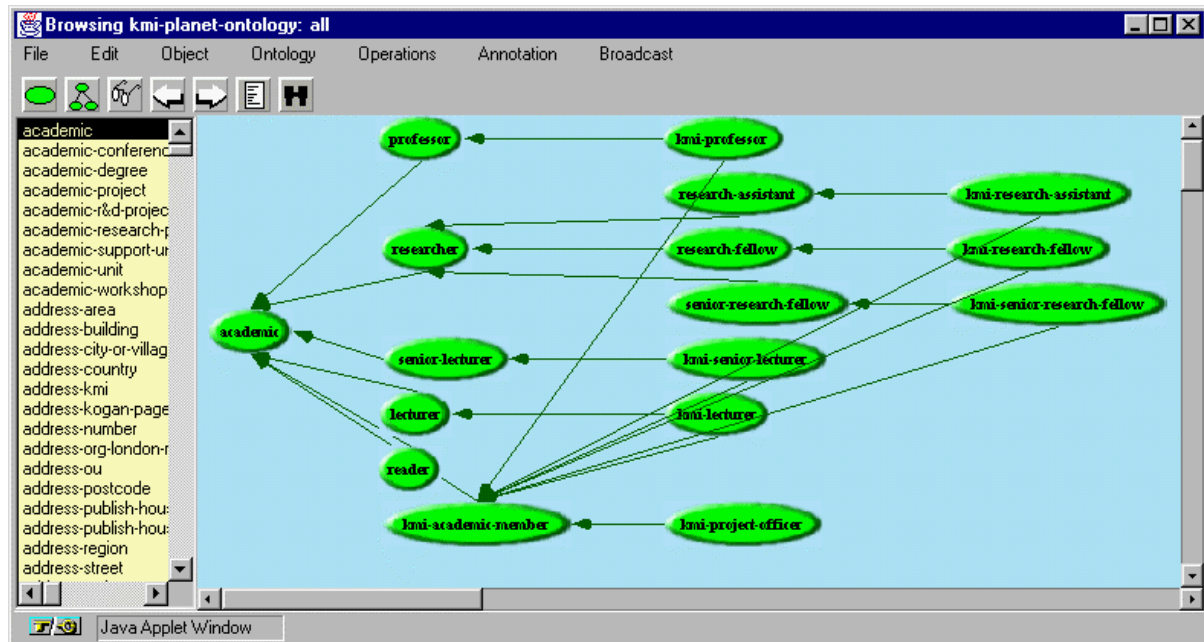 Browsing kmi-planet-ontology: all
File Edit Object Ontology Operations Annotation Broadcast
academic
academic-conferenc
academic-degree
academic-project
academic-r&d-projec
academic-research-p
academic-support-un
academic-unit
academic-workshop
address-area
address-building
address-city-or-villag
address-country
address-kmi
address-kogan-page
address-number
address-org-london-r
address-ou
address-postcode
address-publish-hou:
address-publish-hou:
address-region
address-street
professor kmi-professor
research-assistant kmi-research-assistant
researcher research-fellow kmi-research-fellow
senior-research-fellow kmi-senior-research-fellow
academic
senior-lecturer kmi-senior-lecturer
lecturer kmi-lecturer
reader
kmi-academic-member kmi-project-officer
Java Applet Window